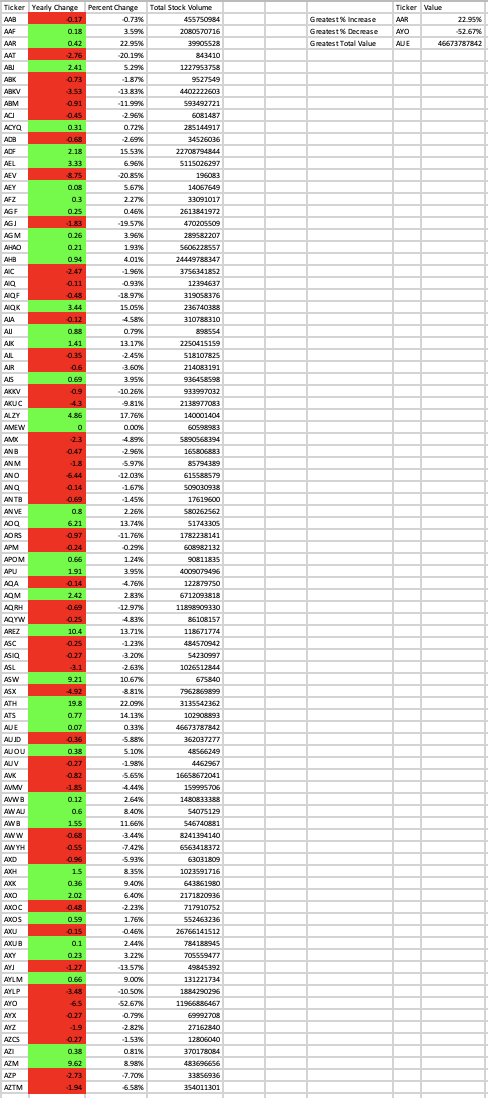 Ticker Yearly Change Percent Change Total Stock Volume Ticker Value
AAB -0.17 -0.73% 455750984 Greatest % Increase AAR 22.95%
AAF 0.18 3.59% 2080570716 Greatest % Decrease AYO -52.67%
AAR 0.42 22.95% 39905528 Greatest Total Value AUE 46673787842
AAT -2.76 -20.19% 843410
ABJ 2.41 5.29% 1227953758
ABK -0.73 -1.87% 9527549
ABKV -3.53 -13.83% 4402222603
ABM -0.91 -11.99% 593492721
ACJ -0.45 -2.96% 6081487
ACYQ 0.31 0.72% 285144917
ADB -0.68 -2.69% 34526036
ADF 2.18 15.53% 22708794844
AEL 3.33 6.96% 5115026297
AEV -8.75 -20.85% 196083
AEY 0.08 5.67% 14067649
AFZ 0.3 2.27% 33091017
AGF 0.25 0.46% 2613841972
AGJ -1.83 -19.57% 470205509
AGM 0.26 3.96% 289582207
AHAO 0.21 1.93% 5606228557
AHB 0.94 4.01% 24449788347
AIC -2.47 -1.96% 3756341852
AIQ -0.11 -0.93% 12394637
AIQF -0.48 -18.97% 319058376
AIQK 3.44 15.05% 236740388
AJA -0.12 -4.58% 310788310
AJJ 0.88 0.79% 898554
AJK 1.41 13.17% 2250415159
AJL -0.35 -2.45% 518107825
AJR -0.6 -3.60% 214083191
AJS 0.69 3.95% 936458598
AKKV -0.9 -10.26% 933997032
AKUC -4.3 -9.81% 2138977083
ALZY 4.86 17.76% 140001404
AMEW 0 0.00% 60598983
AMX -2.3 -4.89% 5890568394
ANB -0.47 -2.96% 165806883
ANM -1.8 -5.97% 85794389
ANO -6.44 -12.03% 615588579
ANQ -0.14 -1.67% 509030938
ANTB -0.69 -1.45% 17619600
ANVE 0.8 2.26% 580262562
AOQ 6.21 13.74% 51743305
AORS -0.97 -11.76% 1782238141
APM -0.24 -0.29% 608982132
APOM 0.66 1.24% 90811835
APU 1.91 3.95% 4009079496
AQA -0.14 -4.76% 122879750
AQM 2.42 2.83% 6712093818
AQRH -0.69 -12.97% 11898909330
AQYW -0.25 -4.83% 86108157
AREZ 10.4 13.71% 118671774
ASC -0.25 -1.23% 484570942
ASIQ -0.27 -3.20% 54230997
ASL -3.1 -2.63% 1026512844
ASW 9.21 10.67% 675840
ASX -4.92 -8.81% 7962869899
ATH 19.8 22.09% 3135542362
ATS 0.77 14.13% 102908893
AUE 0.07 0.33% 46673787842
AUJD -0.36 -5.88% 362037277
AUOU 0.38 5.10% 48566249
AUV -0.27 -1.98% 4462967
AVK -0.82 -5.65% 16658672041
AVMV -1.85 -4.44% 159995706
AVWB 0.12 2.64% 1480833388
AWAU 0.6 8.40% 54075129
AWB 1.55 11.66% 546740881
AWW -0.68 -3.44% 8241394140
AWYH -0.55 -7.42% 6563418372
AXD -0.96 -5.93% 63031809
AXH 1.5 8.35% 1023591716
AXK 0.36 9.40% 643861980
AXO 2.02 6.40% 2171820936
AXOC -0.48 -2.23% 717910752
AXOS 0.59 1.76% 552463236
AXU -0.15 -0.46% 26766141512
AXUB 0.1 2.44% 784188945
AXY 0.23 3.22% 705559477
AYJ -1.27 -13.57% 49845392
AYLM 0.66 9.00% 131221734
AYLP -3.48 -10.50% 1884290296
AYO -6.5 -52.67% 11966886467
AYX -0.27 -0.79% 69992708
AYZ -1.9 -2.82% 27162840
AZCS -0.27 -1.53% 12806040
AZI 0.38 0.81% 370178084
AZM 9.62 8.98% 483696656
AZP -2.73 -7.70% 33856936
AZTM -1.94 -6.58% 354011301